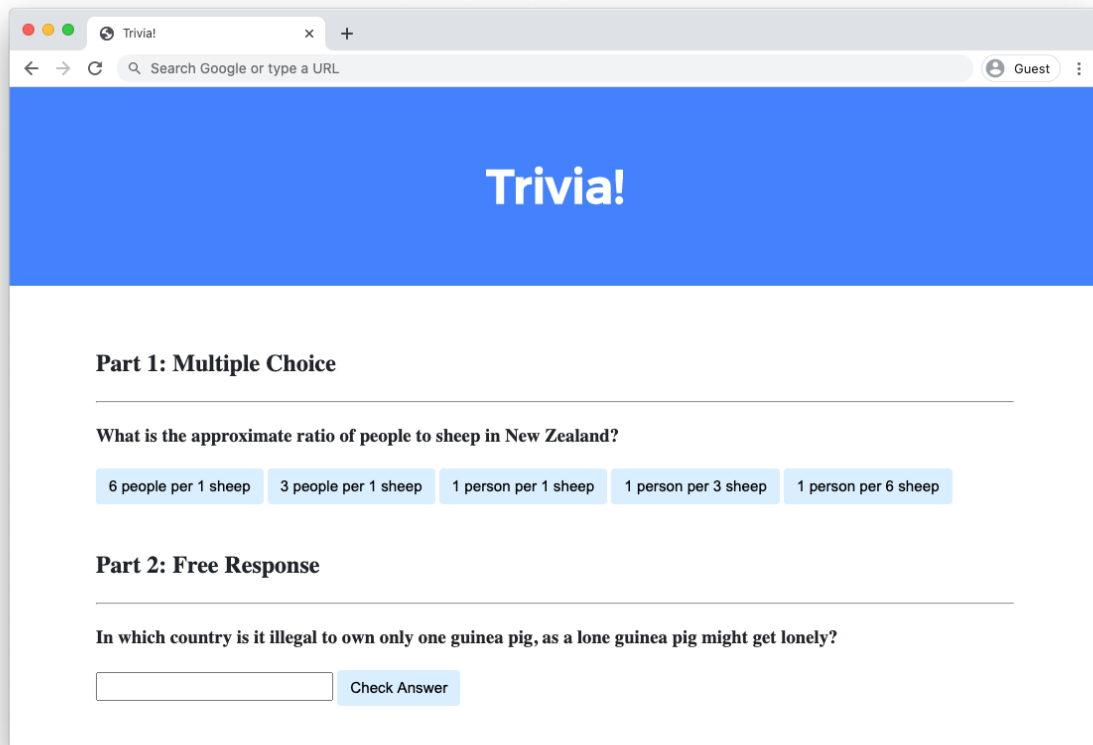 Trivia!
Search Google or type a URL
Guest
Trivia!
Part 1: Multiple Choice
What is the approximate ratio of people to sheep in New Zealand?
6 people per 1 sheep 3 people per 1 sheep 1 person per 1 sheep 1 person per 3 sheep 1 person per 6 sheep
Part 2: Free Response
In which country is it illegal to own only one guinea pig, as a lone guinea pig might get lonely?
Check Answer